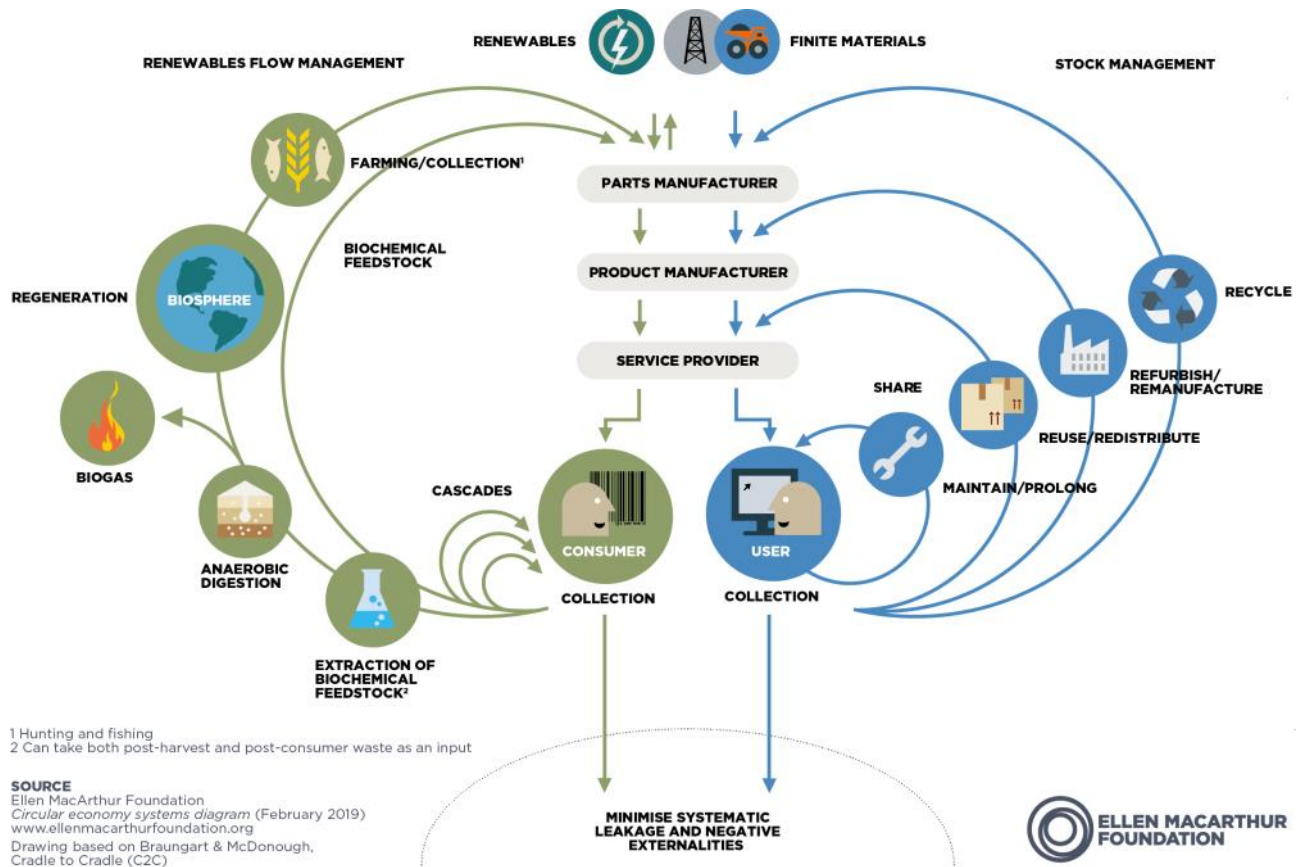 RENEWABLES
FINITE MATERIALS
RENEWABLES FLOW MANAGEMENT
STOCK MANAGEMENT
FARMING/COLLECTION¹
PARTS MANUFACTURER
BIOCHEMICAL
FEEDSTOCK
PRODUCT MANUFACTURER
REGENERATION
BIOSPHERE
RECYCLE
SERVICE PROVIDER
SHARE
REFURBISH/
REMANUFACTURE
REUSE/REDISTRIBUTE
BIOGAS
CASCADES
MAINTAIN/PROLONG
CONSUMER
USER
ANAEROBIC
DIGESTION
COLLECTION
COLLECTION
EXTRACTION OF
BIOCHEMICAL
FEEDSTOCK²
1 Hunting and fishing
2 Can take both post-harvest and post-consumer waste as an input
SOURCE
Ellen MacArthur Foundation
Circular economy systems diagram (February 2019)
www.ellenmacarthurfoundation.org
Drawing based on Braungart & McDonough,
Cradle to Cradle (C2C)
MINIMISE SYSTEMATIC
LEAKAGE AND NEGATIVE
EXTERNALITIES
ELLEN MACARTHUR
FOUNDATION